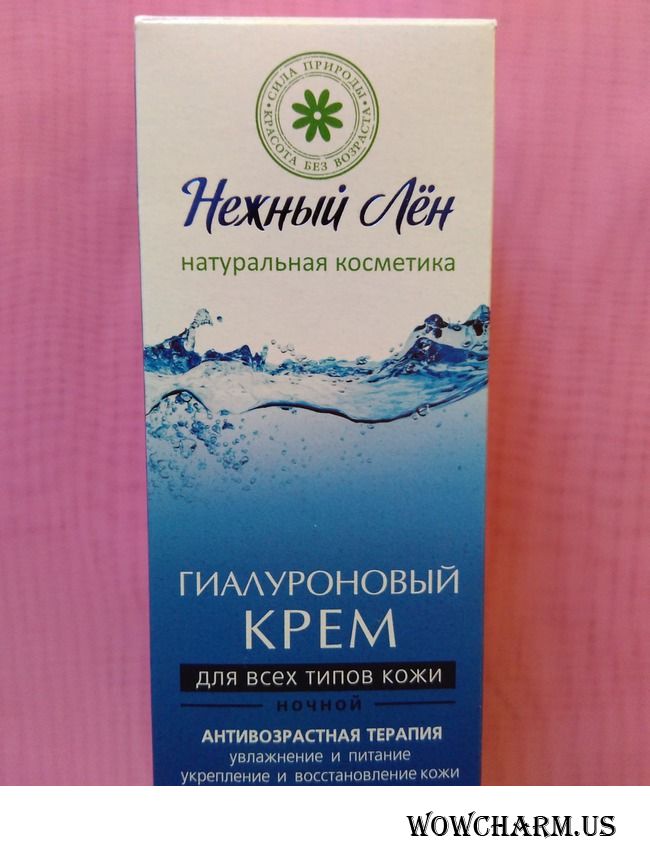 СИЛА ПРИРОДЫ
КРАСОТА БЕЗ ВОЗРАСТА
Нежный Лён
натуральная косметика
ГИАЛУРОНОВЫЙ
КРЕМ
ДЛЯ ВСЕХ ТИПОВ КОЖИ
НОЧНОЙ
АНТИВОЗРАСТНАЯ ТЕРАПИЯ
увлажнение и питание
укрепление и восстановление кожи
WOWCHARM.US